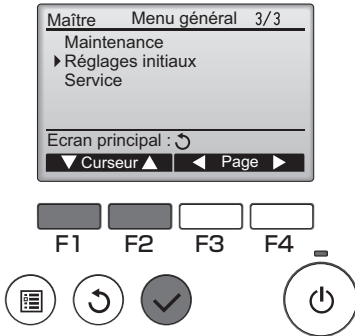 Maître Menu général 3/3
Maintenance
Réglages initiaux
Service
Ecran principal :
Curseur Page
F1 F2 F3 F4